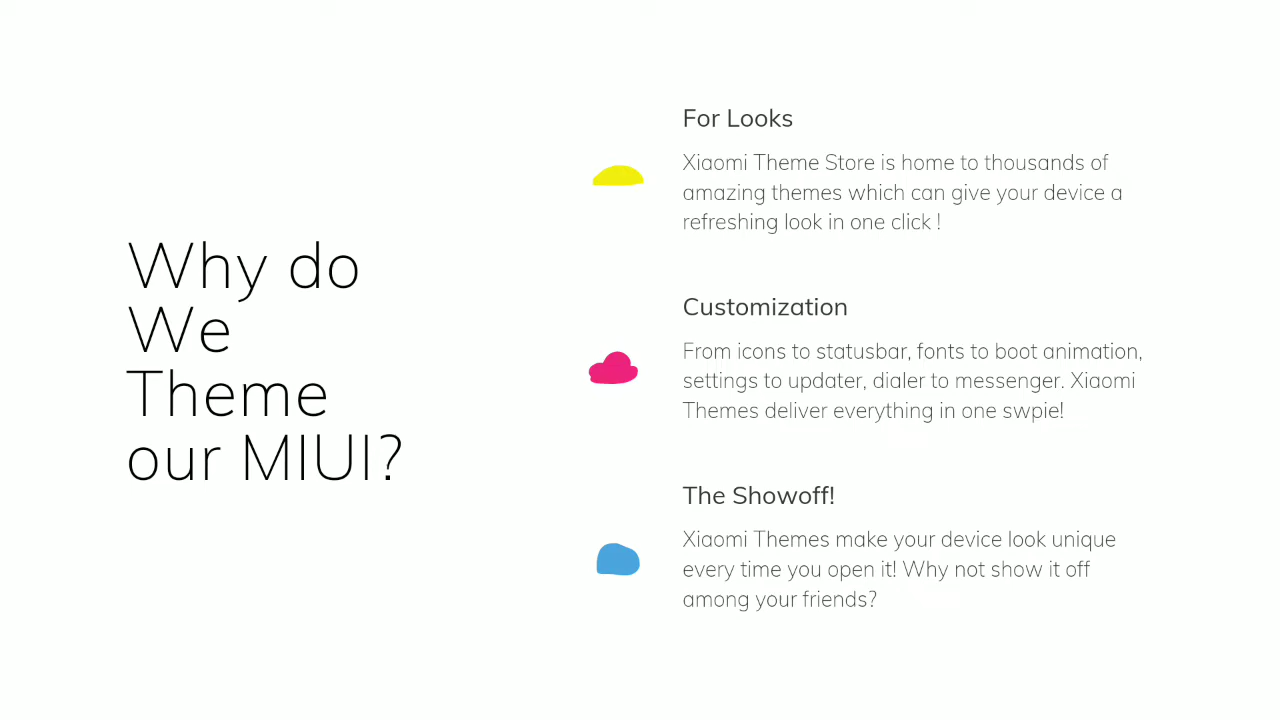 Why do
We
Theme
our MIUI?
For Looks
Xiaomi Theme Store is home to thousands of
amazing themes which can give your device a
refreshing look in one click !
Customization
From icons to statusbar, fonts to boot animation,
settings to updater, dialer to messenger. Xiaomi
Themes deliver everything in one swpie!
The Showoff!
Xiaomi Themes make your device look unique
every time you open it! Why not show it off
among your friends?